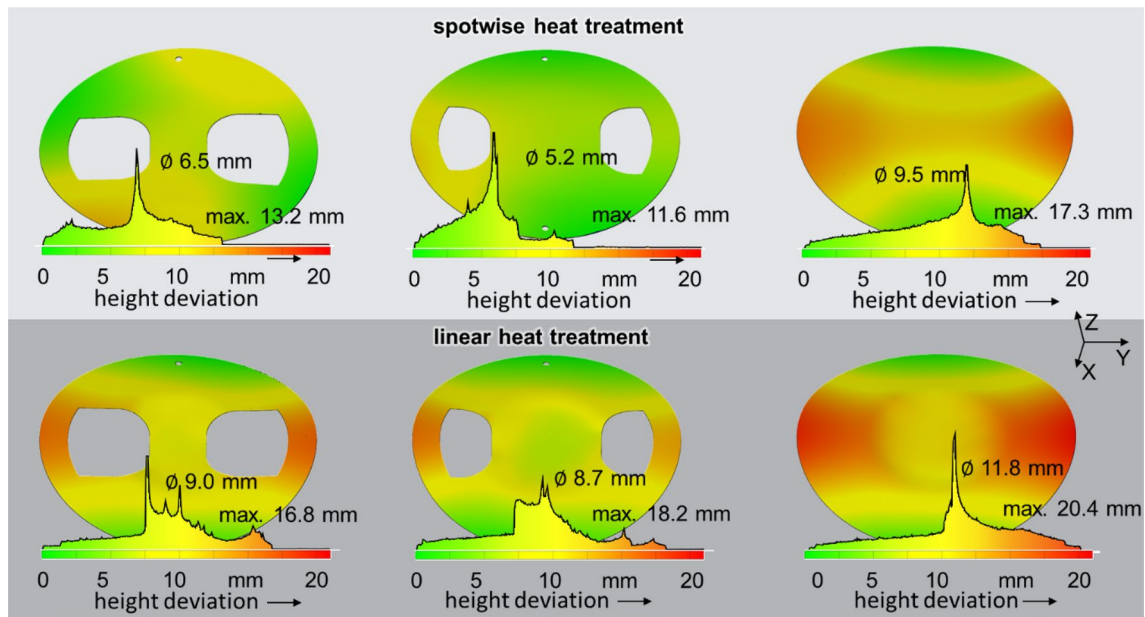 spotwise heat treatment
Ø 6.5 mm
max. 13.2 mm
0 5 10 mm 20
height deviation
Ø 5.2 mm
max. 11.6 mm
0 5 10 mm 20
height deviation
Ø 9.5 mm
max. 17.3 mm
0 5 10 mm 20
height deviation
linear heat treatment
Z
Y
X
Ø 9.0 mm
max. 16.8 mm
0 5 10 mm 20
height deviation
Ø 8.7 mm
max. 18.2 mm
0 5 10 mm 20
height deviation
Ø 11.8 mm
max. 20.4 mm
0 5 10 mm 20
height deviation